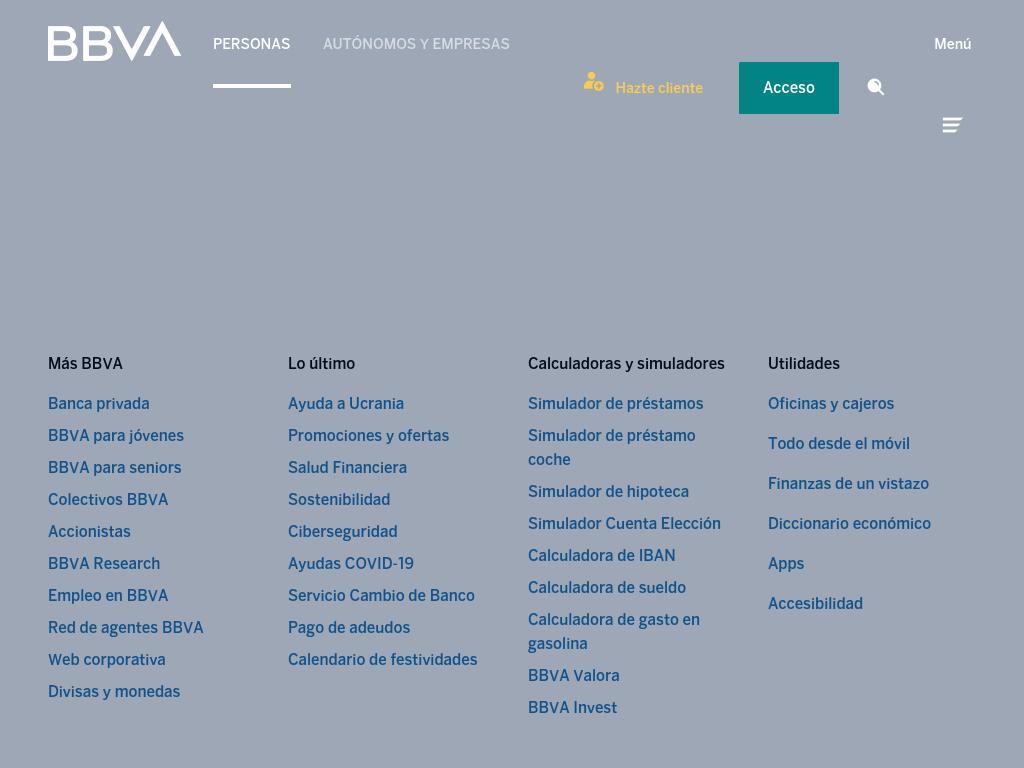 BBVA
PERSONAS
AUTÓNOMOS Y EMPRESAS
Menú
Hazte cliente
Acceso
Más BBVA
Banca privada
BBVA para jóvenes
BBVA para seniors
Colectivos BBVA
Accionistas
BBVA Research
Empleo en BBVA
Red de agentes BBVA
Web corporativa
Divisas y monedas
Lo último
Ayuda a Ucrania
Promociones y ofertas
Salud Financiera
Sostenibilidad
Ciberseguridad
Ayudas COVID-19
Servicio Cambio de Banco
Pago de adeudos
Calendario de festividades
Calculadoras y simuladores
Simulador de préstamos
Simulador de préstamo
coche
Simulador de hipoteca
Simulador Cuenta Elección
Calculadora de IBAN
Calculadora de sueldo
Calculadora de gasto en
gasolina
BBVA Valora
BBVA Invest
Utilidades
Oficinas y cajeros
Todo desde el móvil
Finanzas de un vistazo
Diccionario económico
Apps
Accesibilidad